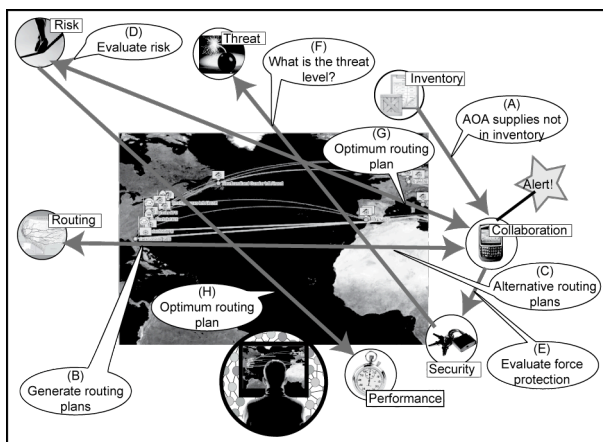 Risk
(D)
Evaluate risk
Threat
(F)
What is the threat
level?
Inventory
(A)
AOA supplies not
in inventory
(G)
Optimum routing
plan
Alert!
Routing
Collaboration
(H)
Optimum routing
plan
(C)
Alternative routing
plans
(B)
Generate routing
plans
Performance
Security
(E)
Evaluate force
protection